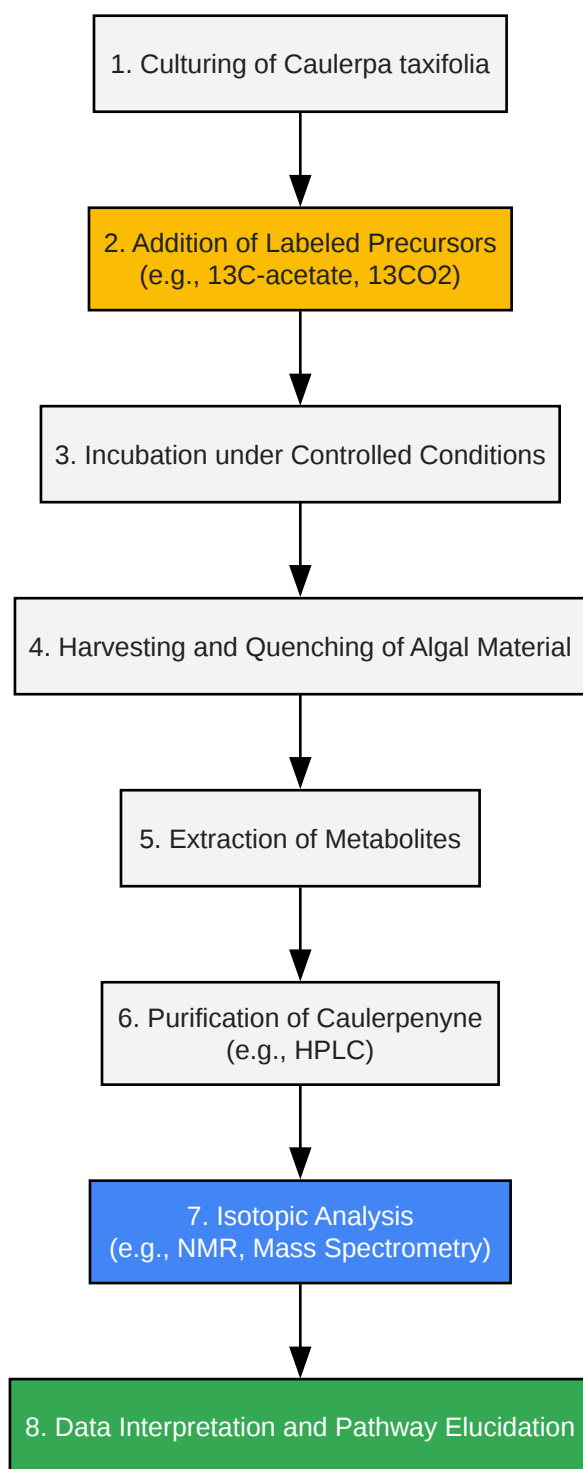 1. Culturing of Caulerpa taxifolia
2. Addition of Labeled Precursors
(e.g., 13C-acetate, 13CO2)
3. Incubation under Controlled Conditions
4. Harvesting and Quenching of Algal Material
5. Extraction of Metabolites
6. Purification of Caulerpenyne
(e.g., HPLC)
7. Isotopic Analysis
(e.g., NMR, Mass Spectrometry)
8. Data Interpretation and Pathway Elucidation